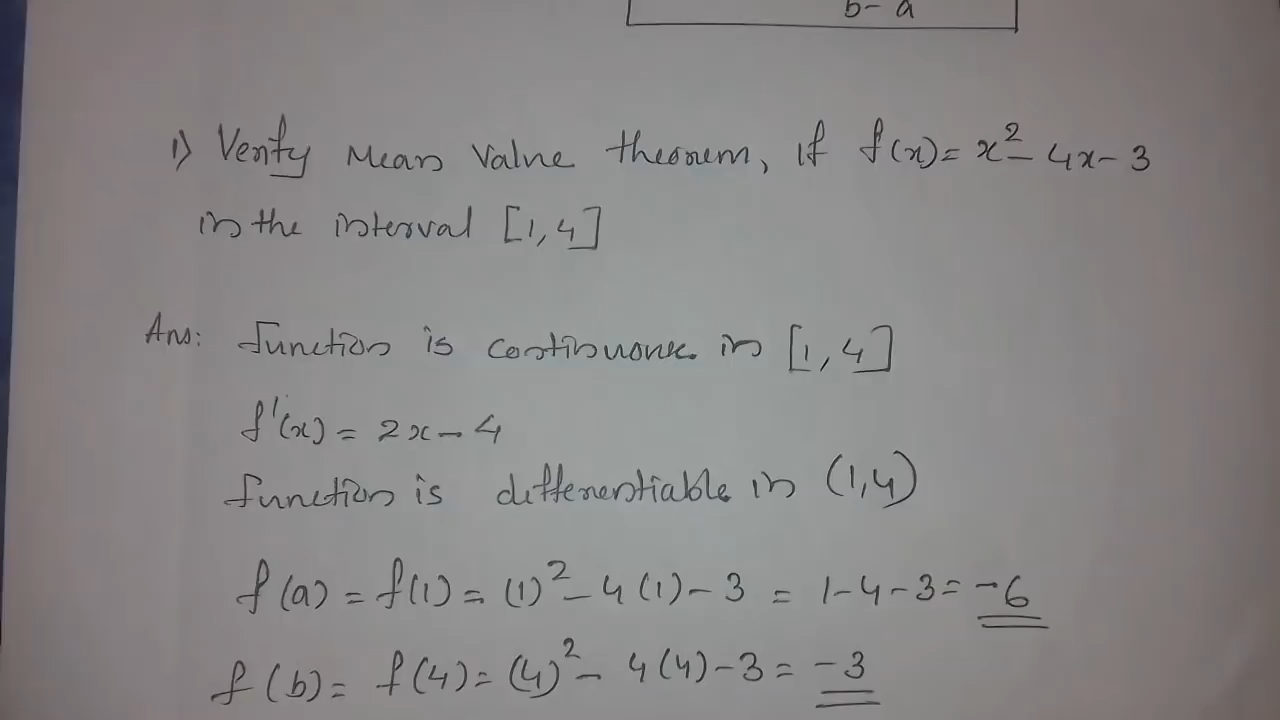 b- a
1) Verify Mean Value theorem, if f(x)= x²- 4x- 3
in the interval [1,4]
Ans: function is continuous in [1,4]
f'(x)= 2x- 4
function is differentiable in (1,4)
f(a)= f(1)= (1)²- 4(1)- 3 = 1-4-3= -6
f(b)= f(4)= (4)²- 4(4)-3= -3